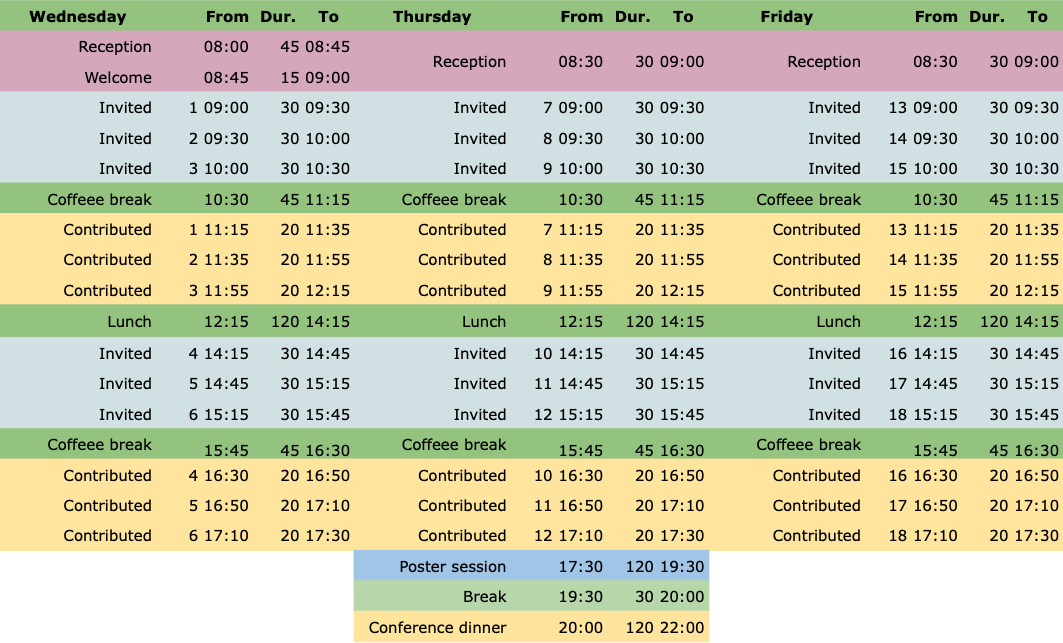 Wednesday From Dur. To Thursday From Dur. To Friday From Dur. To
Reception 08:00 45 08:45
Reception 08:30 30 09:00 Reception 08:30 30 09:00
Welcome 08:45 15 09:00
Invited 1 09:00 30 09:30 Invited 7 09:00 30 09:30 Invited 13 09:00 30 09:30
Invited 2 09:30 30 10:00 Invited 8 09:30 30 10:00 Invited 14 09:30 30 10:00
Invited 3 10:00 30 10:30 Invited 9 10:00 30 10:30 Invited 15 10:00 30 10:30
Coffeee break 10:30 45 11:15 Coffeee break 10:30 45 11:15 Coffeee break 10:30 45 11:15
Contributed 1 11:15 20 11:35 Contributed 7 11:15 20 11:35 Contributed 13 11:15 20 11:35
Contributed 2 11:35 20 11:55 Contributed 8 11:35 20 11:55 Contributed 14 11:35 20 11:55
Contributed 3 11:55 20 12:15 Contributed 9 11:55 20 12:15 Contributed 15 11:55 20 12:15
Lunch 12:15 120 14:15 Lunch 12:15 120 14:15 Lunch 12:15 120 14:15
Invited 4 14:15 30 14:45 Invited 10 14:15 30 14:45 Invited 16 14:15 30 14:45
Invited 5 14:45 30 15:15 Invited 11 14:45 30 15:15 Invited 17 14:45 30 15:15
Invited 6 15:15 30 15:45 Invited 12 15:15 30 15:45 Invited 18 15:15 30 15:45
Coffeee break 15:45 45 16:30 Coffeee break 15:45 45 16:30 Coffeee break 15:45 45 16:30
Contributed 4 16:30 20 16:50 Contributed 10 16:30 20 16:50 Contributed 16 16:30 20 16:50
Contributed 5 16:50 20 17:10 Contributed 11 16:50 20 17:10 Contributed 17 16:50 20 17:10
Contributed 6 17:10 20 17:30 Contributed 12 17:10 20 17:30 Contributed 18 17:10 20 17:30
Poster session 17:30 120 19:30
Break 19:30 30 20:00
Conference dinner 20:00 120 22:00